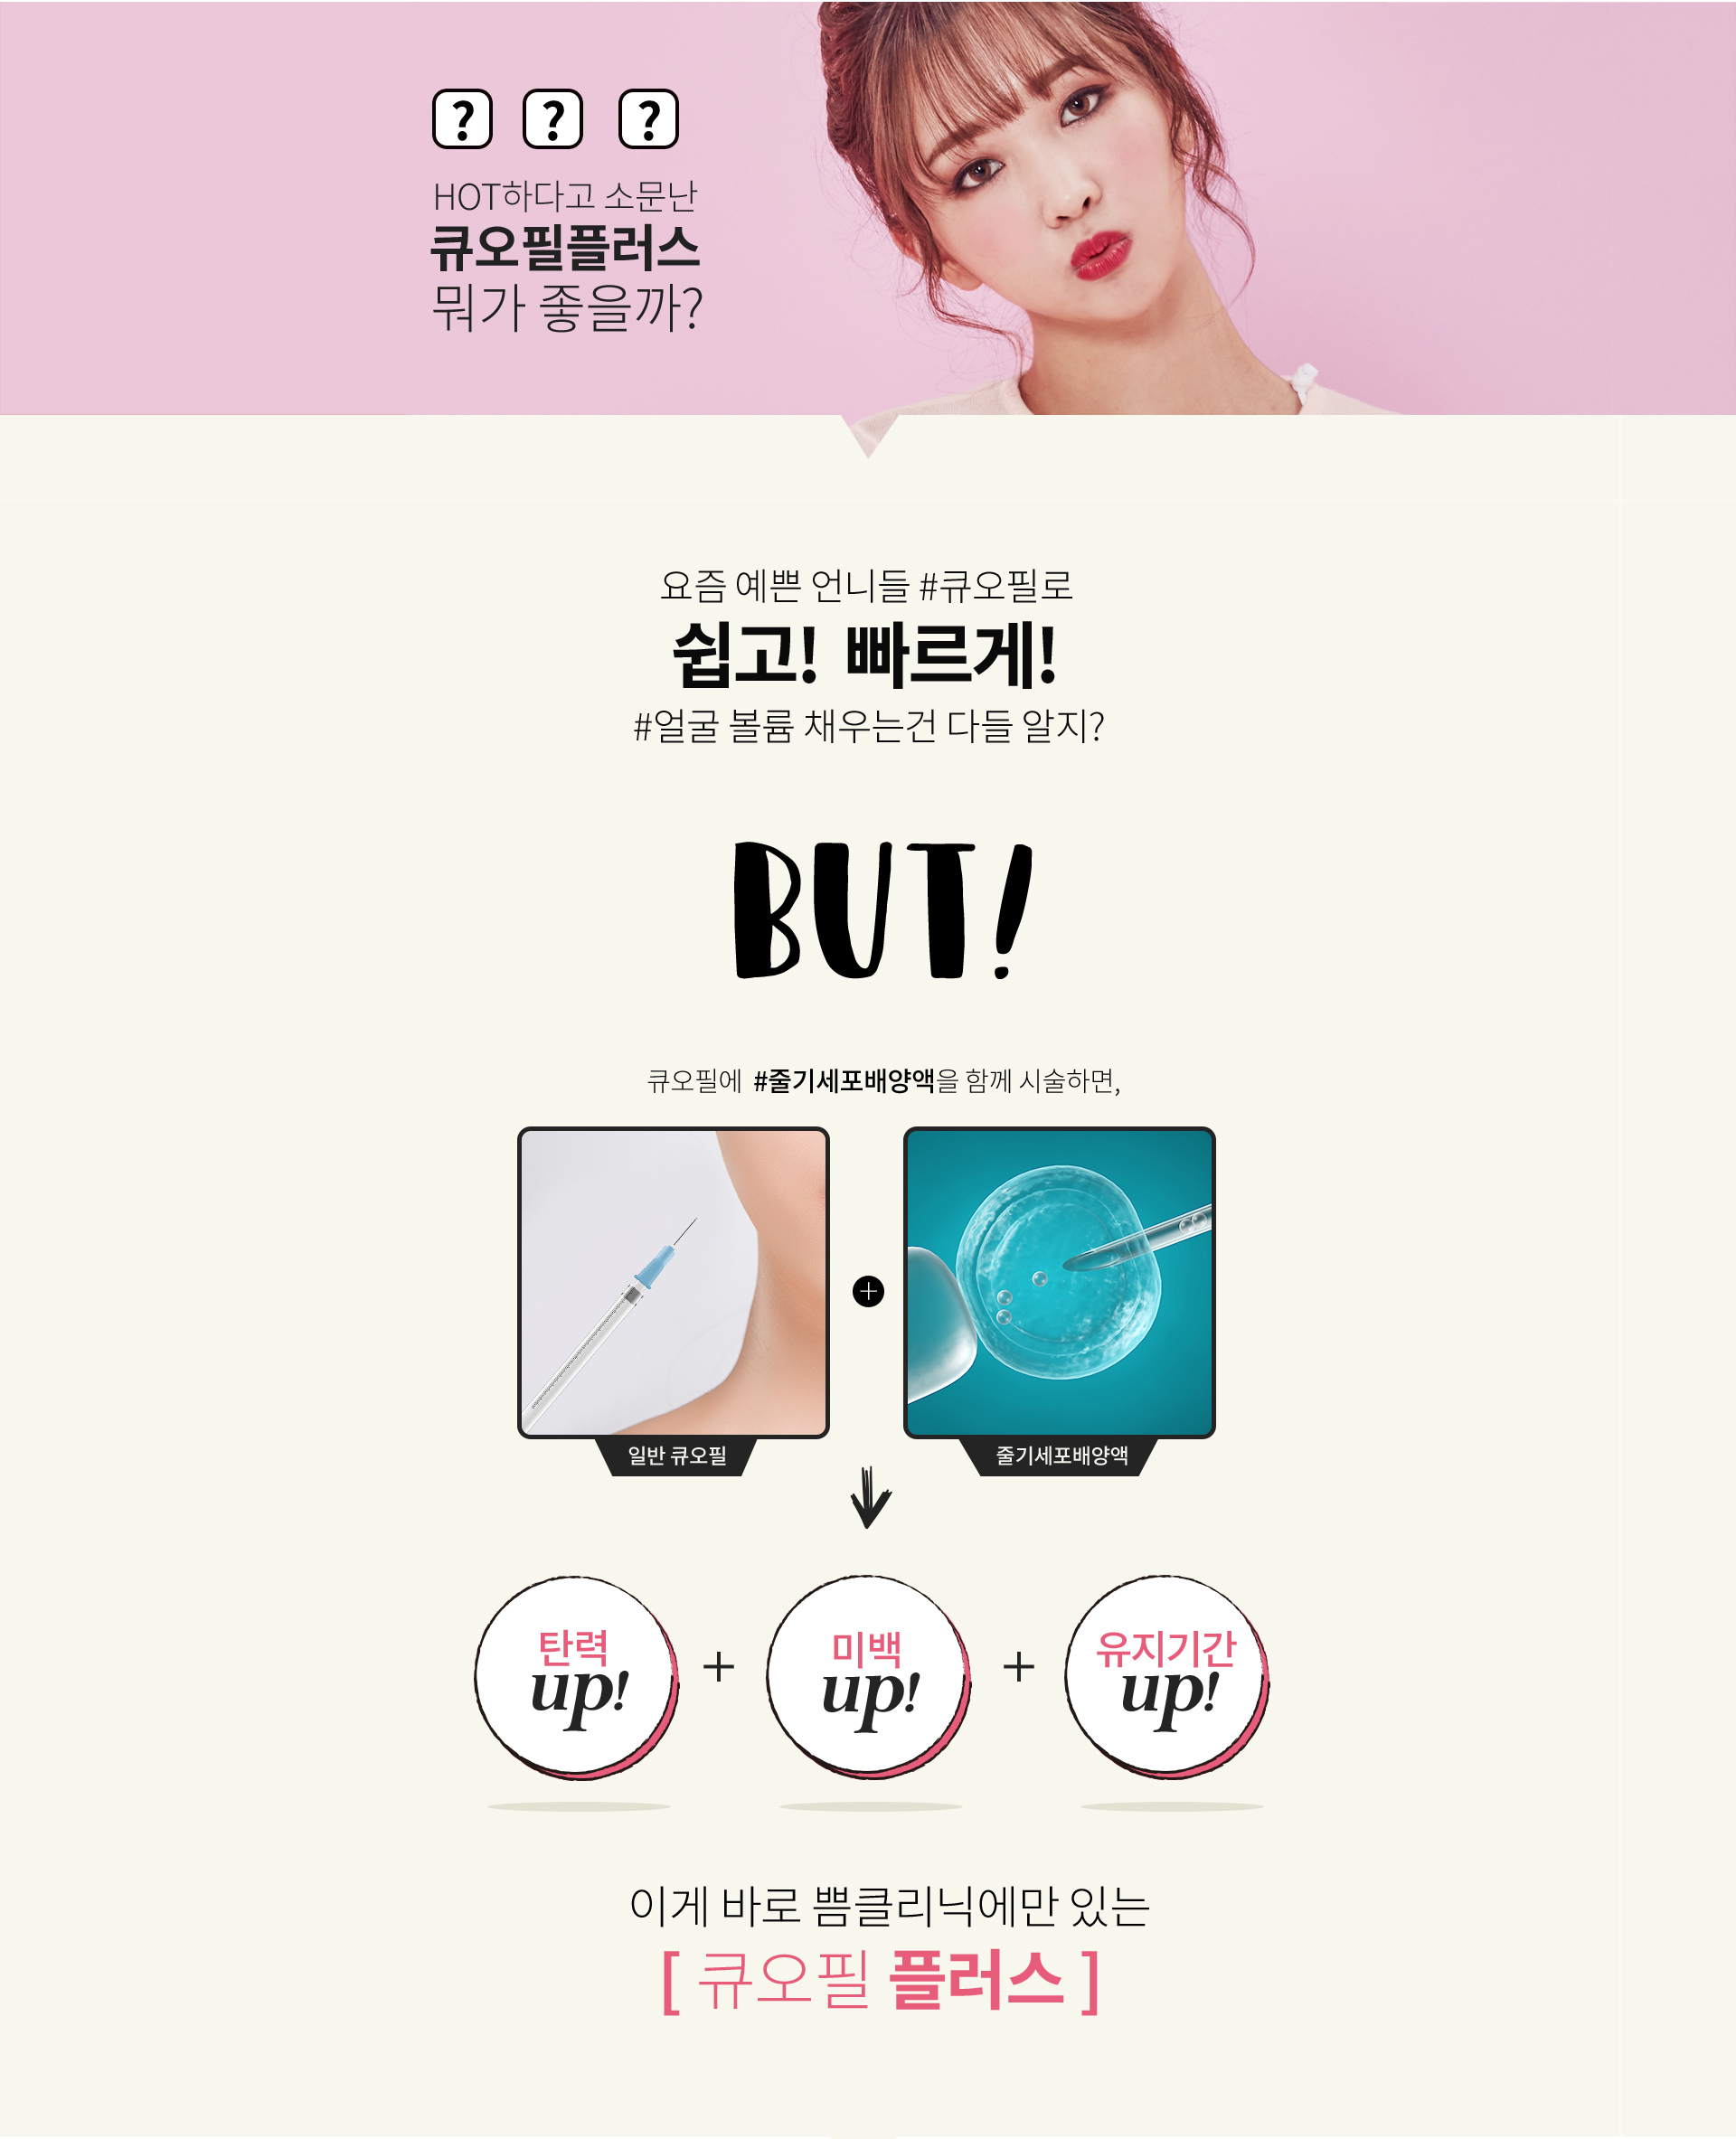 ? ? ?
HOT하다고 소문난
큐오필플러스
뭐가 좋을까?
요즘 예쁜 언니들 #큐오필로
쉽고! 빠르게!
#얼굴 볼륨 채우는건 다들 알지?
BUT!
큐오필에 #줄기세포배양액을 함께 시술하면,
+
일반 큐오필
줄기세포배양액
탄력
up!
+
미백
up!
+
유지기간
up!
이게 바로 쁨클리닉에만 있는
[ 큐오필 플러스 ]